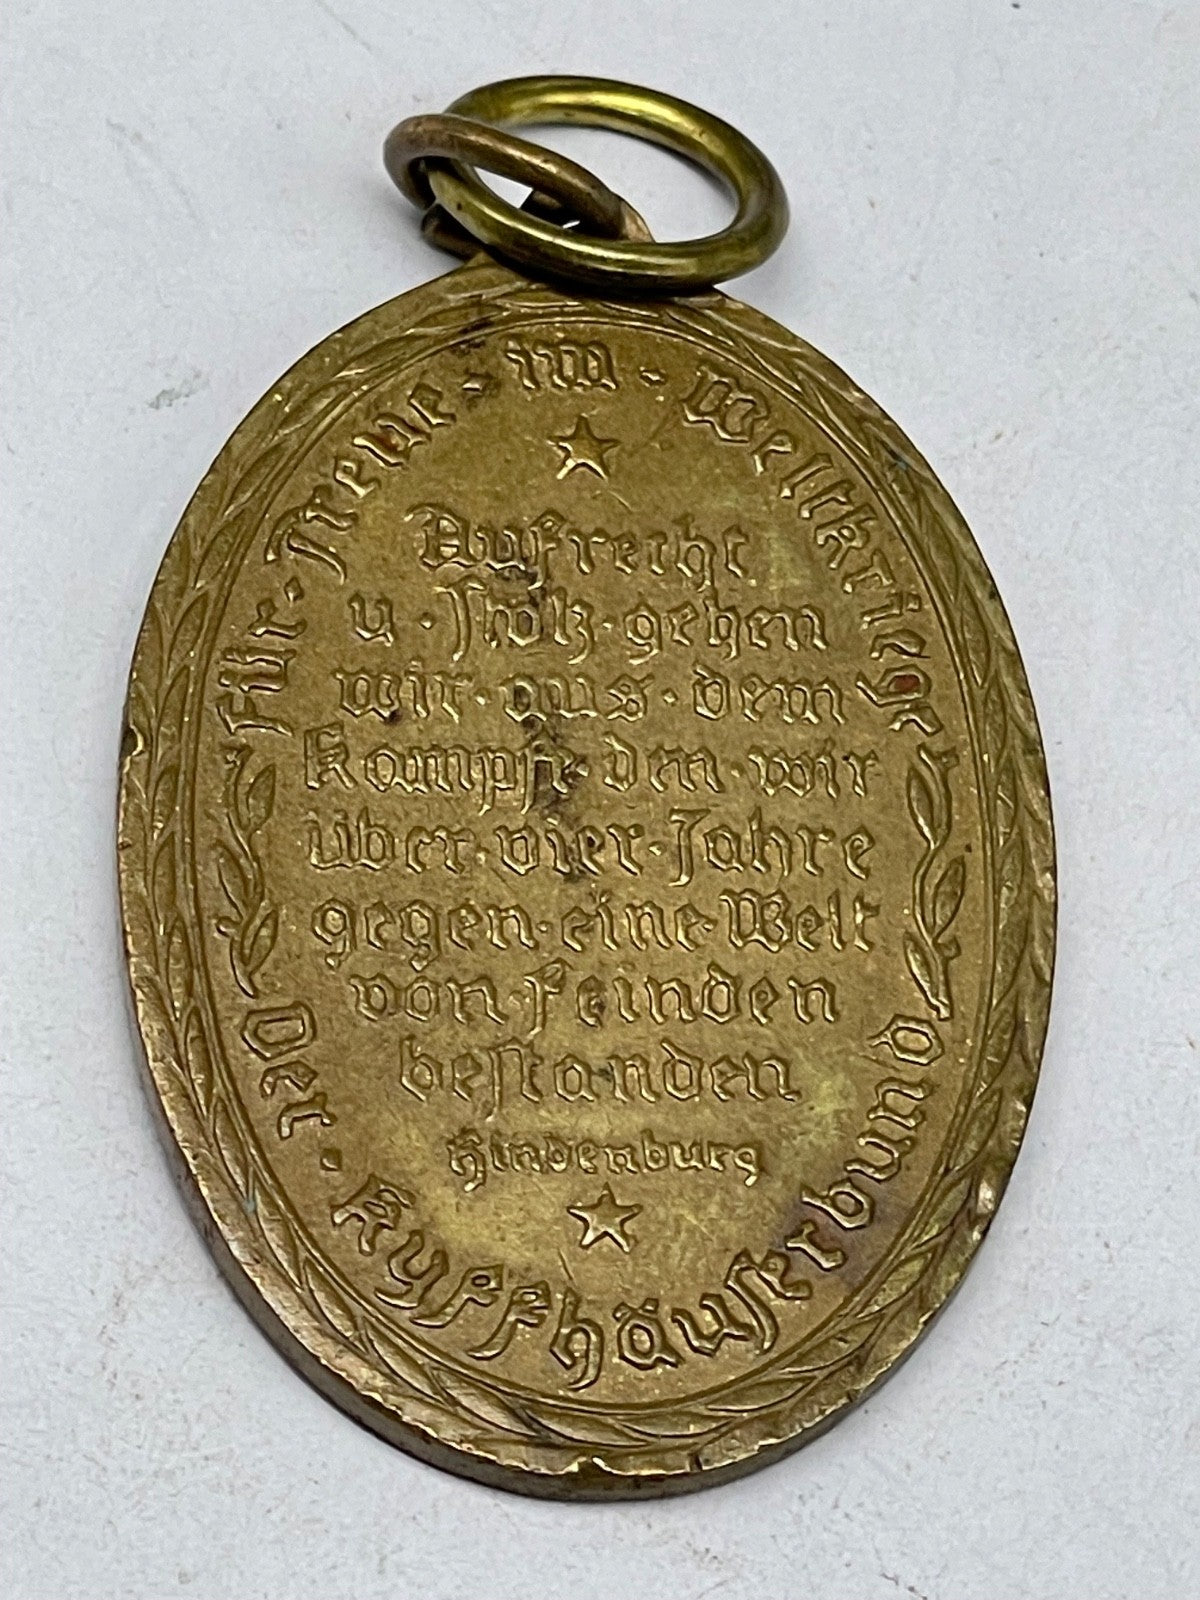 Für · Treue · im · Weltkriege
Aufrecht
u · stolz · gehen
wir · aus · dem
Kampfe · den · wir
über · vier · Jahre
gegen · eine · Welt
von · Feinden
bestanden
Hindenburg
Der · Kyffhäuserbund